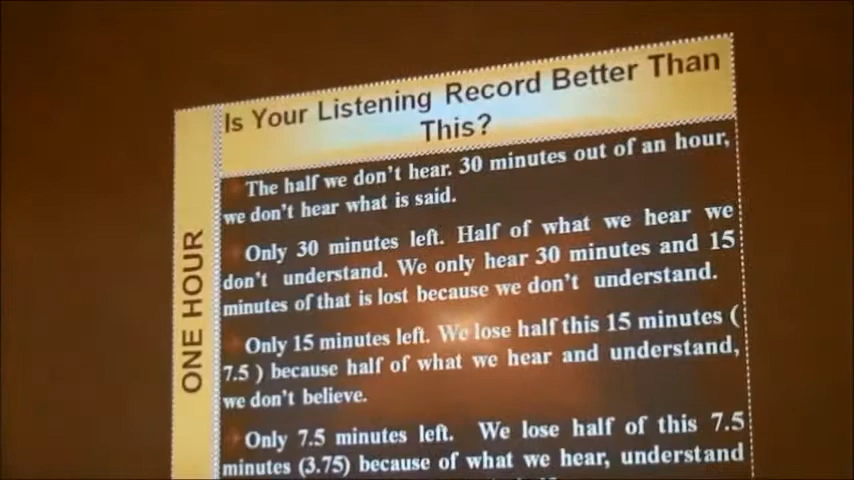 Is Your Listening Record Better Than
This?
ONE HOUR
The half we don't hear. 30 minutes out of an hour,
we don't hear what is said.
Only 30 minutes left. Half of what we hear we
don't understand. We only hear 30 minutes and 15
minutes of that is lost because we don't understand.
Only 15 minutes left. We lose half this 15 minutes (
7.5 ) because half of what we hear and understand,
we don't believe.
Only 7.5 minutes left. We lose half of this 7.5
minutes (3.75) because of what we hear, understand and